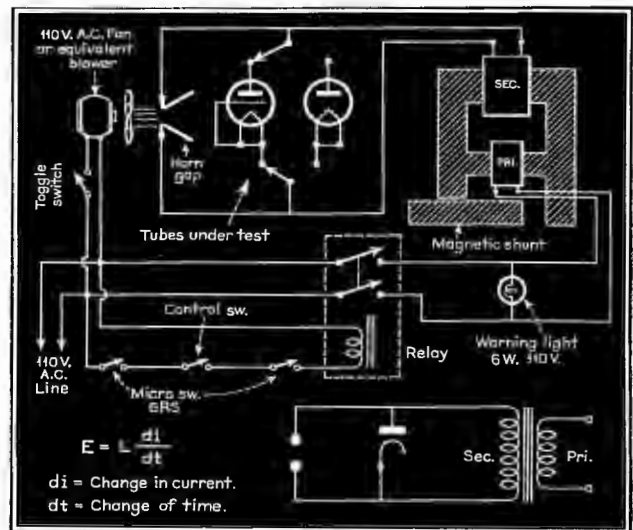 110V. A.C. Fan
or equivalent
blower
Toggle
switch
Horn
gap
Tubes under test
SEC.
PRI.
Magnetic shunt
Control sw.
Relay
Warning light
6W. 110V.
110V.
A.C.
Line
Micro sw.
GRS
E = L di/dt
di = Change in current.
dt = Change of time.
Sec.
Pri.